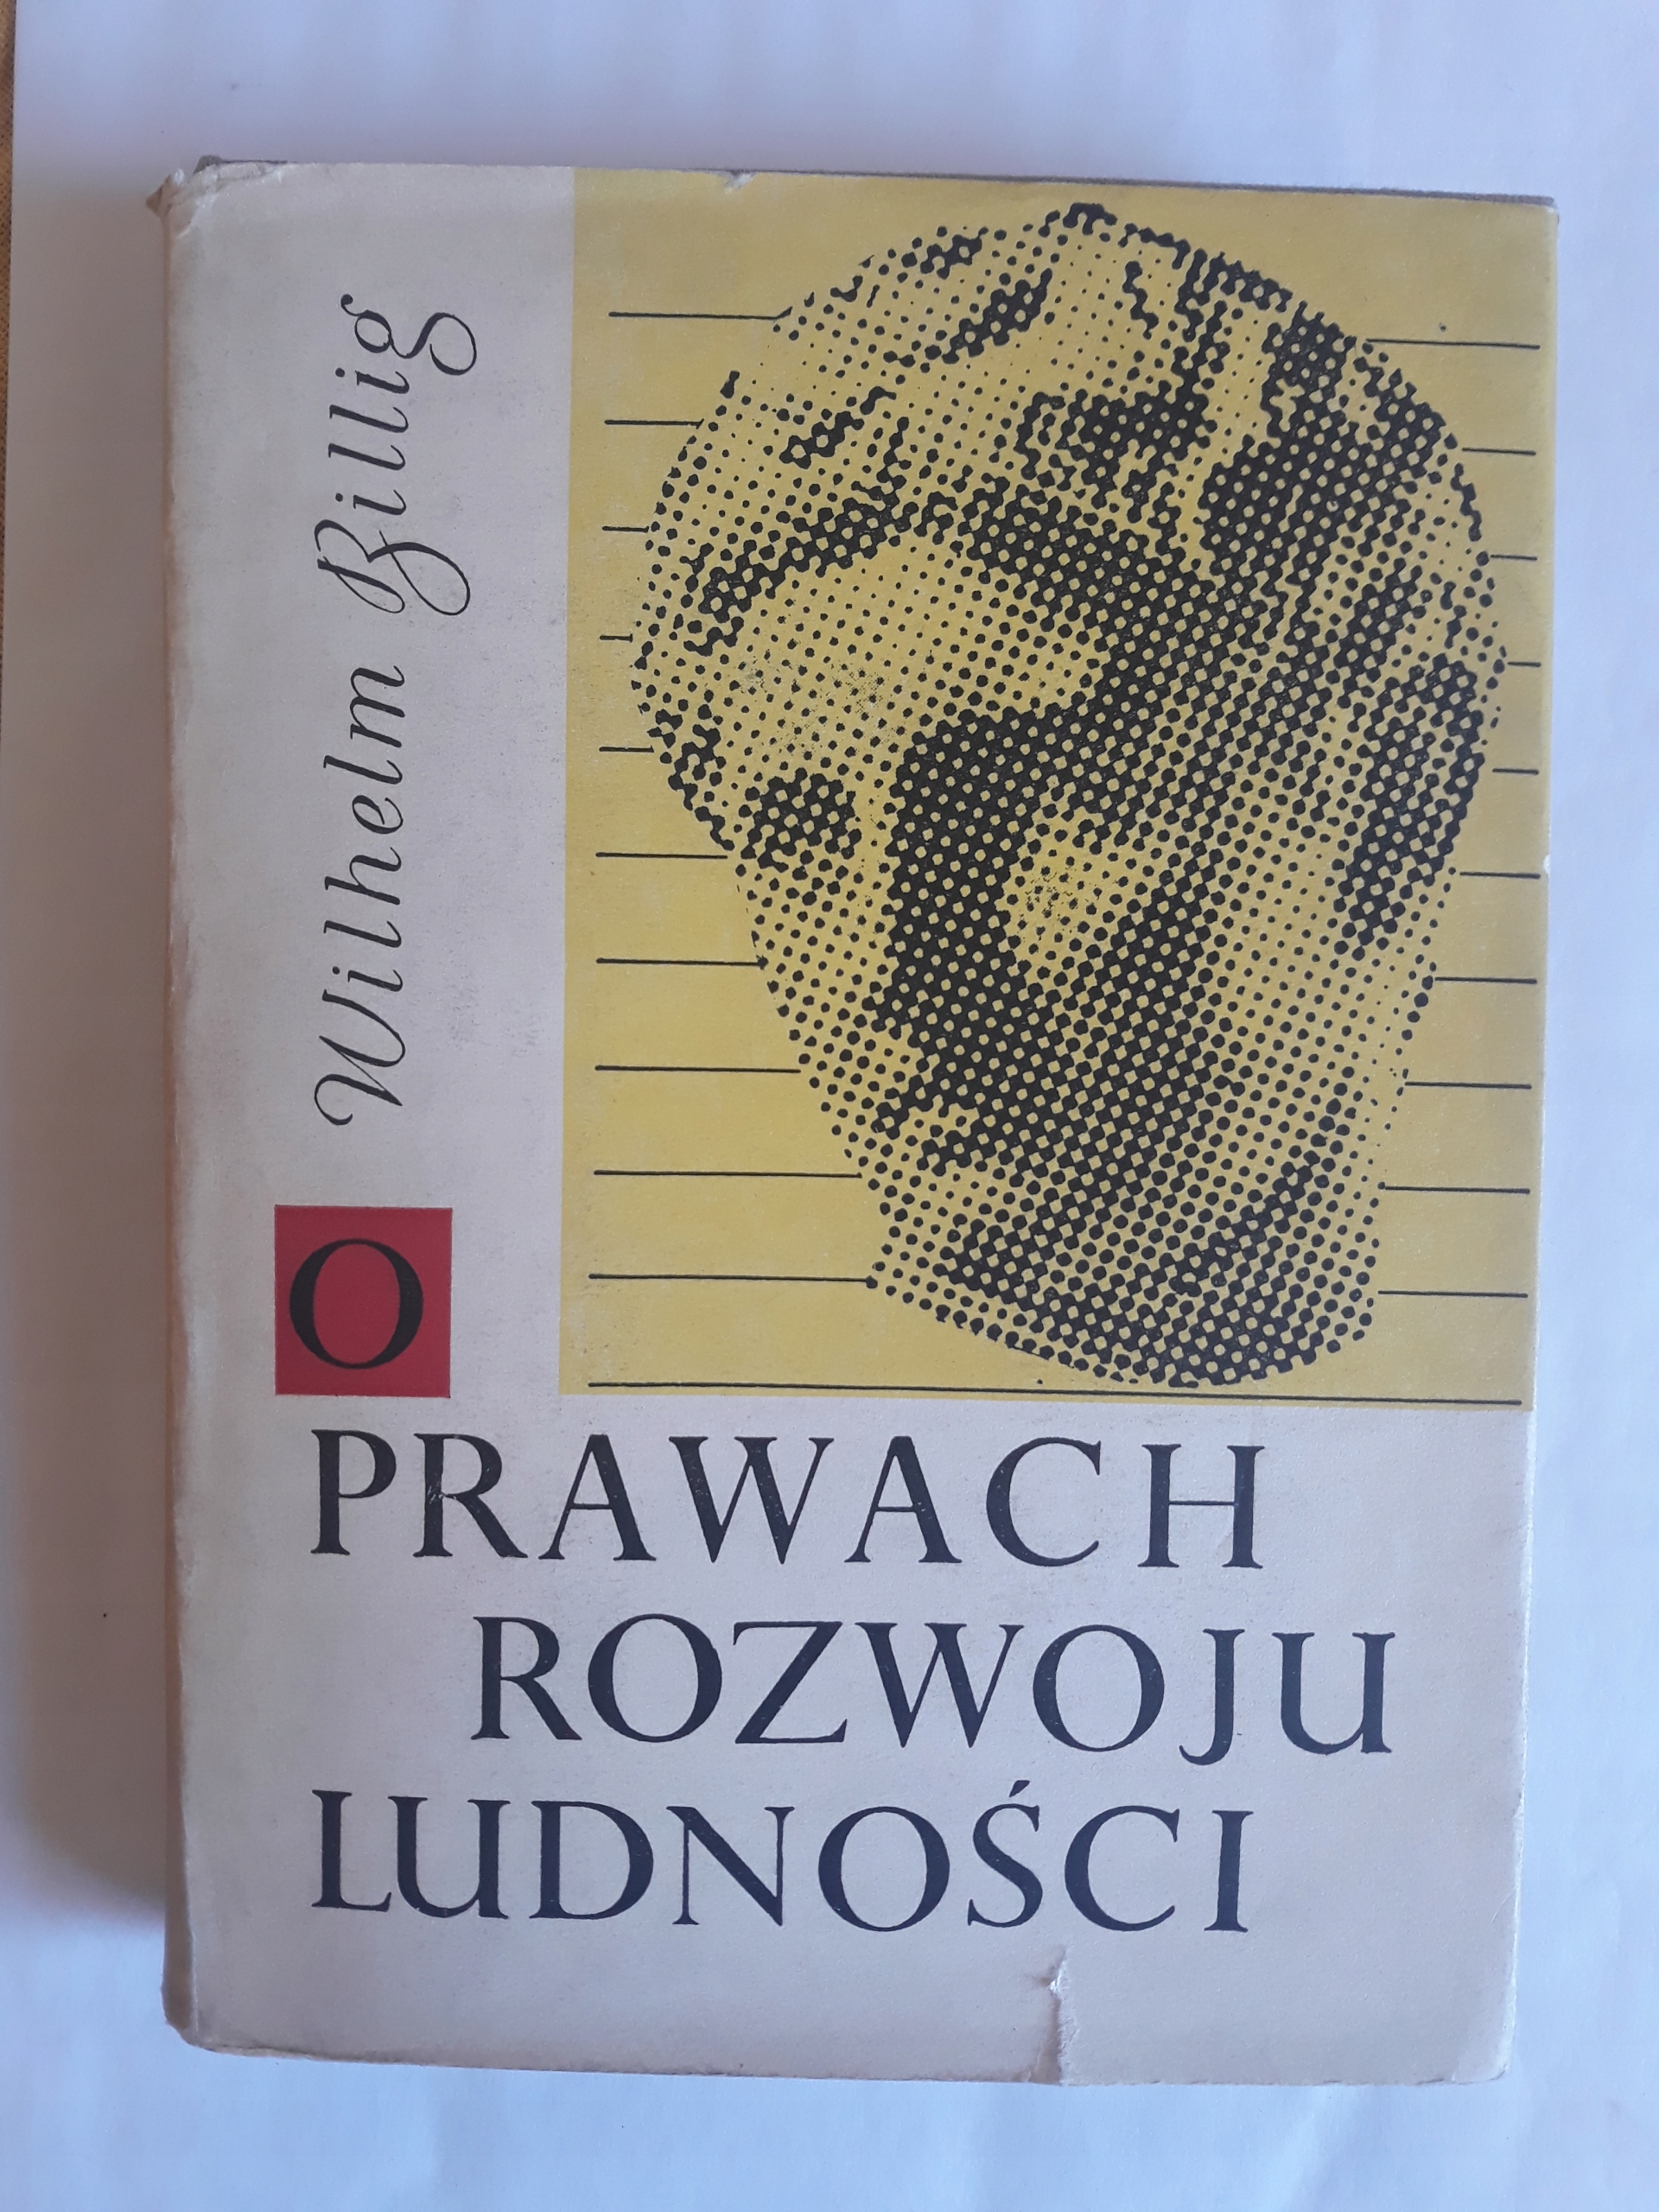 Wilhelm Billig
O
PRAWACH
ROZWOJU
LUDNOŚCI